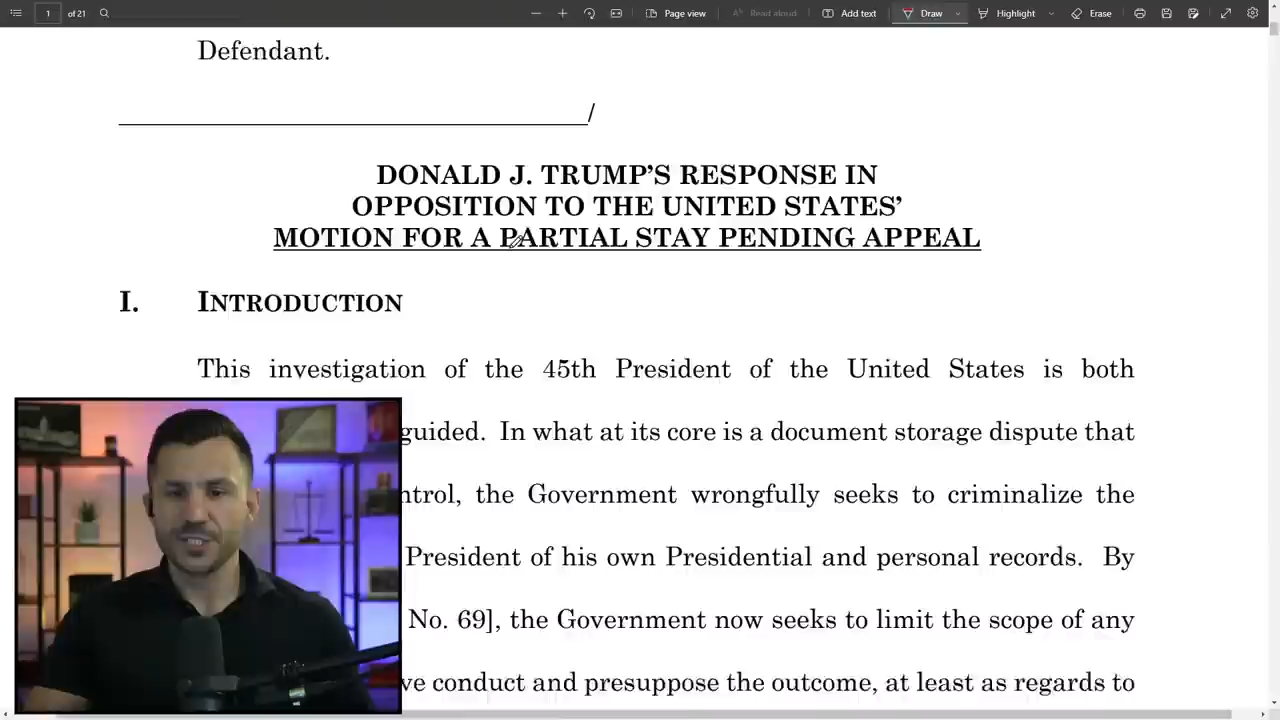 1 of 21 Page view Read aloud Add text Draw Highlight Erase
Defendant.
/
DONALD J. TRUMP’S RESPONSE IN
OPPOSITION TO THE UNITED STATES’
MOTION FOR A PARTIAL STAY PENDING APPEAL
I. INTRODUCTION
This investigation of the 45th President of the United States is both
guided. In what at its core is a document storage dispute that
ntrol, the Government wrongfully seeks to criminalize the
President of his own Presidential and personal records. By
No. 69], the Government now seeks to limit the scope of any
ve conduct and presuppose the outcome, at least as regards to